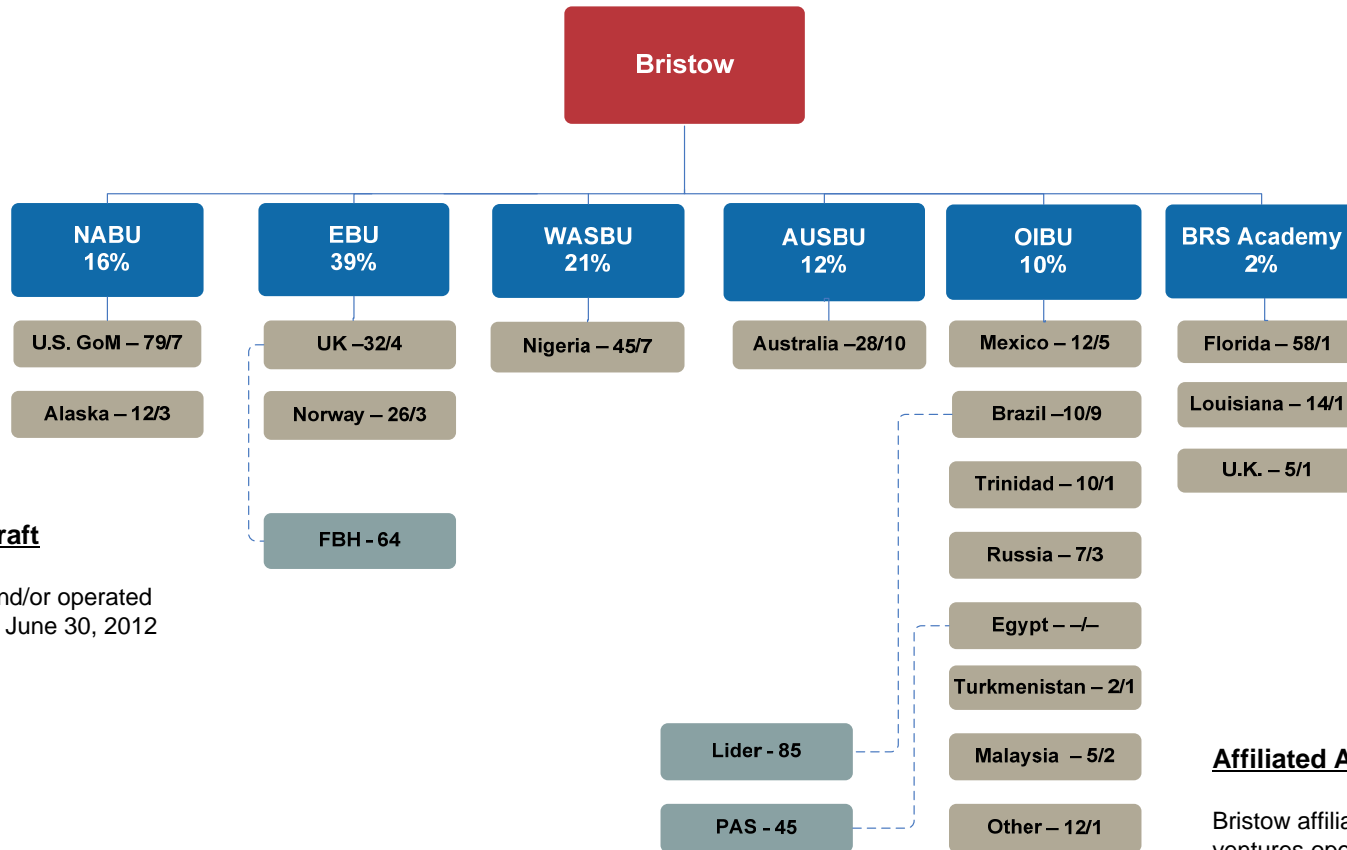 Bristow
NABU
16%
EBU
39%
WASBU
21%
AUSBU
12%
OIBU
10%
BRS Academy
2%
U.S. GoM – 79/7
Alaska – 12/3
UK –32/4
Norway – 26/3
FBH - 64
Nigeria – 45/7
Australia –28/10
Mexico – 12/5
Brazil –10/9
Trinidad – 10/1
Russia – 7/3
Egypt – –/–
Turkmenistan – 2/1
Malaysia – 5/2
Other – 12/1
Florida – 58/1
Louisiana – 14/1
U.K. – 5/1
Lider - 85
PAS - 45
nd/or operated
June 30, 2012
Affiliated A
Bristow affilia